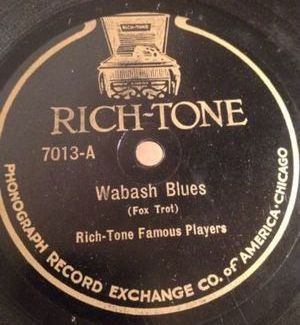 RICH-TONE
7013-A
Wabash Blues
(Fox Trot)
Rich-Tone Famous Players
PHONOGRAPH RECORD EXCHANGE CO. of AMERICA·CHICAGO